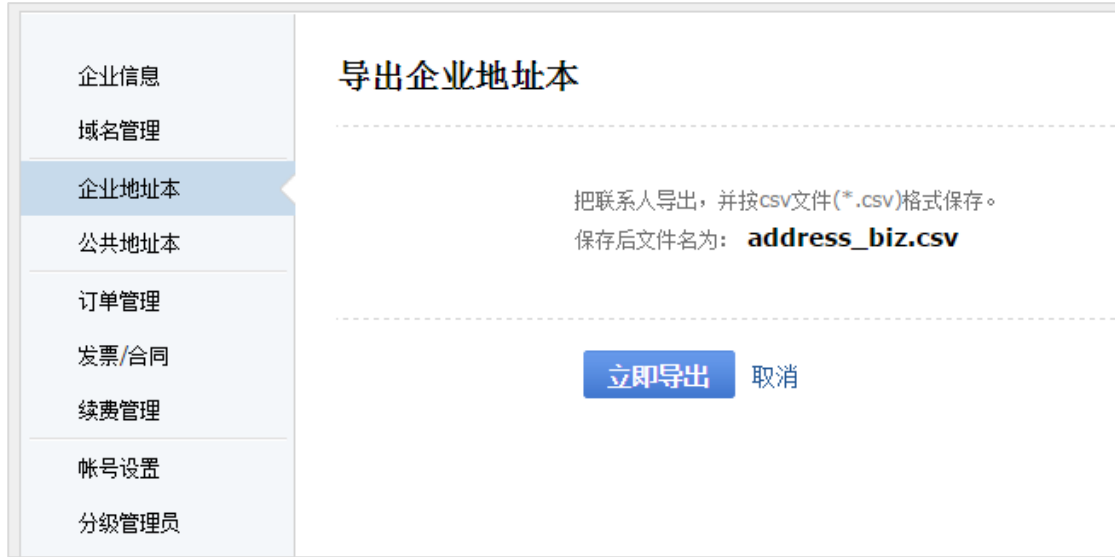 企业信息
域名管理
企业地址本
公共地址本
订单管理
发票/合同
续费管理
帐号设置
分级管理员
导出企业地址本
把联系人导出，并按csv文件(*.csv)格式保存。
保存后文件名为： address_biz.csv
立即导出 取消